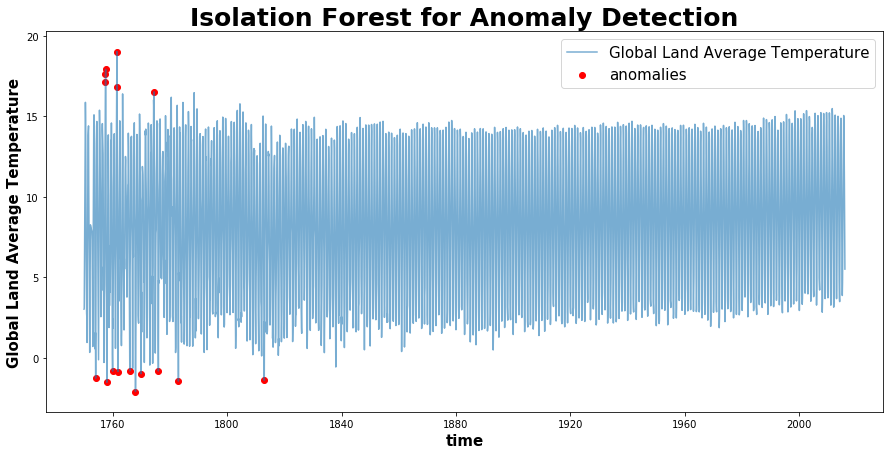 Isolation Forest for Anomaly Detection
Global Land Average Temperature
anomalies
Global Land Average Temperature
20
15
10
5
0
1760 1800 1840 1880 1920 1960 2000
time